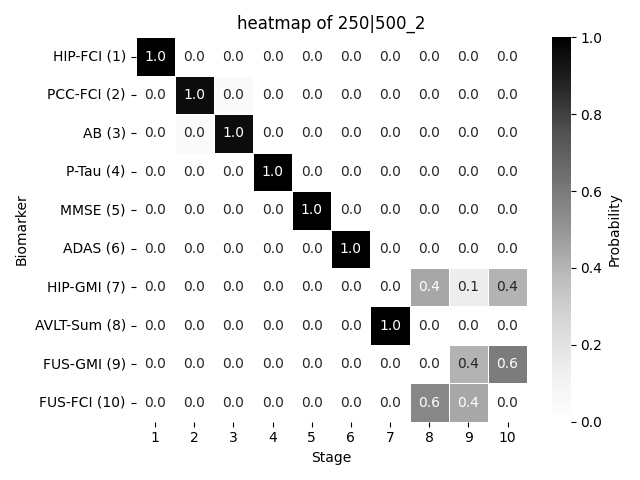 heatmap of 250|500_2
HIP-FCI (1) 1.0 0.0 0.0 0.0 0.0 0.0 0.0 0.0 0.0 0.0
PCC-FCI (2) 0.0 1.0 0.0 0.0 0.0 0.0 0.0 0.0 0.0 0.0
AB (3) 0.0 0.0 1.0 0.0 0.0 0.0 0.0 0.0 0.0 0.0
P-Tau (4) 0.0 0.0 0.0 1.0 0.0 0.0 0.0 0.0 0.0 0.0
MMSE (5) 0.0 0.0 0.0 0.0 1.0 0.0 0.0 0.0 0.0 0.0
ADAS (6) 0.0 0.0 0.0 0.0 0.0 1.0 0.0 0.0 0.0 0.0
HIP-GMI (7) 0.0 0.0 0.0 0.0 0.0 0.0 0.0 0.4 0.1 0.4
AVLT-Sum (8) 0.0 0.0 0.0 0.0 0.0 0.0 1.0 0.0 0.0 0.0
FUS-GMI (9) 0.0 0.0 0.0 0.0 0.0 0.0 0.0 0.0 0.4 0.6
FUS-FCI (10) 0.0 0.0 0.0 0.0 0.0 0.0 0.0 0.6 0.4 0.0
1 2 3 4 5 6 7 8 9 10
Stage
Biomarker
1.0
0.8
0.6
0.4
0.2
0.0
Probability